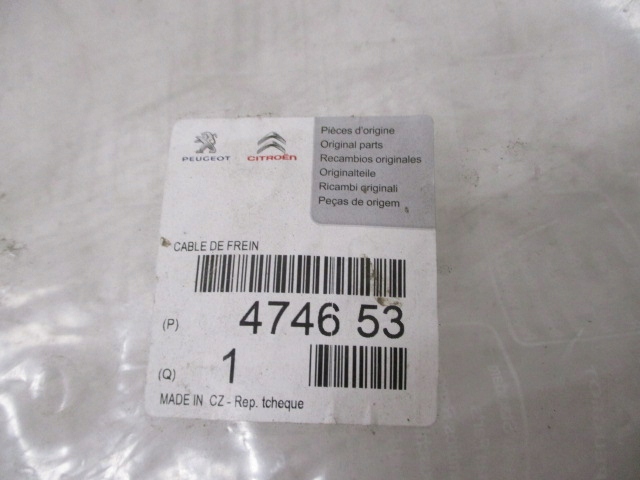 PEUGEOT
CITROËN
Pièces d'origine
Original parts
Recambios originales
Originalteile
Ricambi originali
Peças de origem
CABLE DE FREIN
(P) 4746 53
(Q) 1
MADE IN CZ - Rep. tcheque